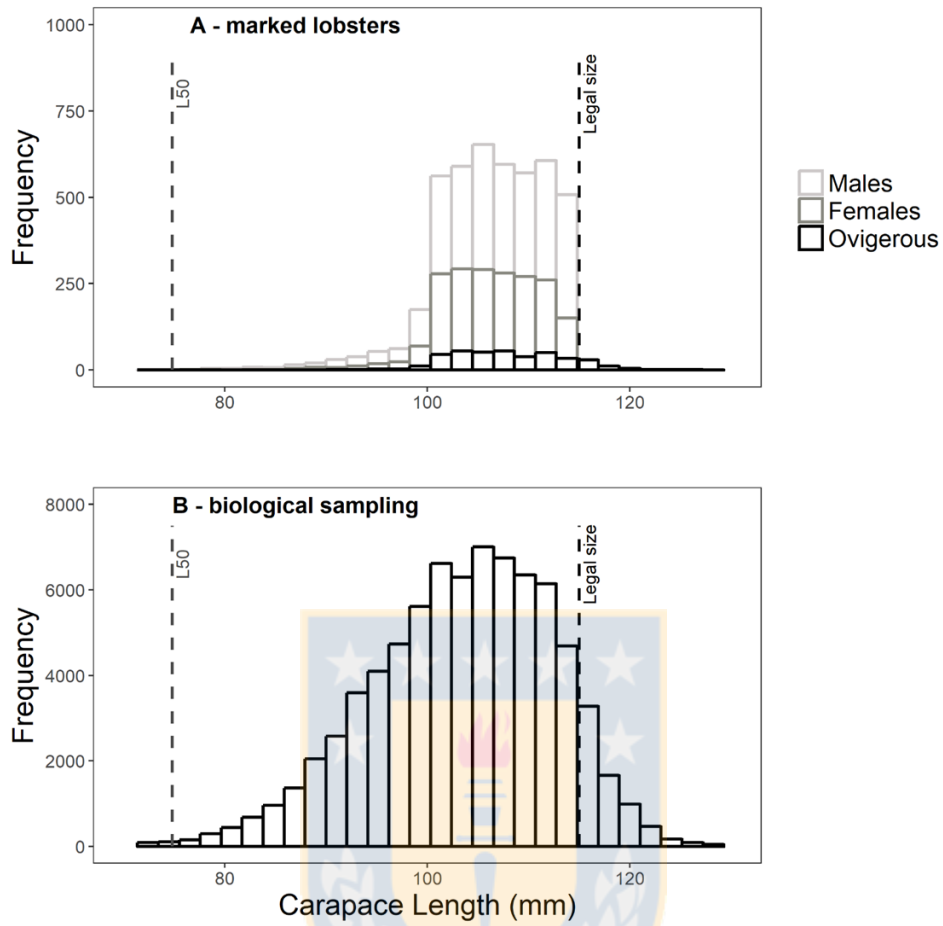 A - marked lobsters
1000
750
500
250
0
Frequency
L50
Legal size
80
100
120
Males
Females
Ovigerous
B - biological sampling
8000
6000
4000
2000
0
Frequency
L50
Legal size
80
100
120
Carapace Length (mm)